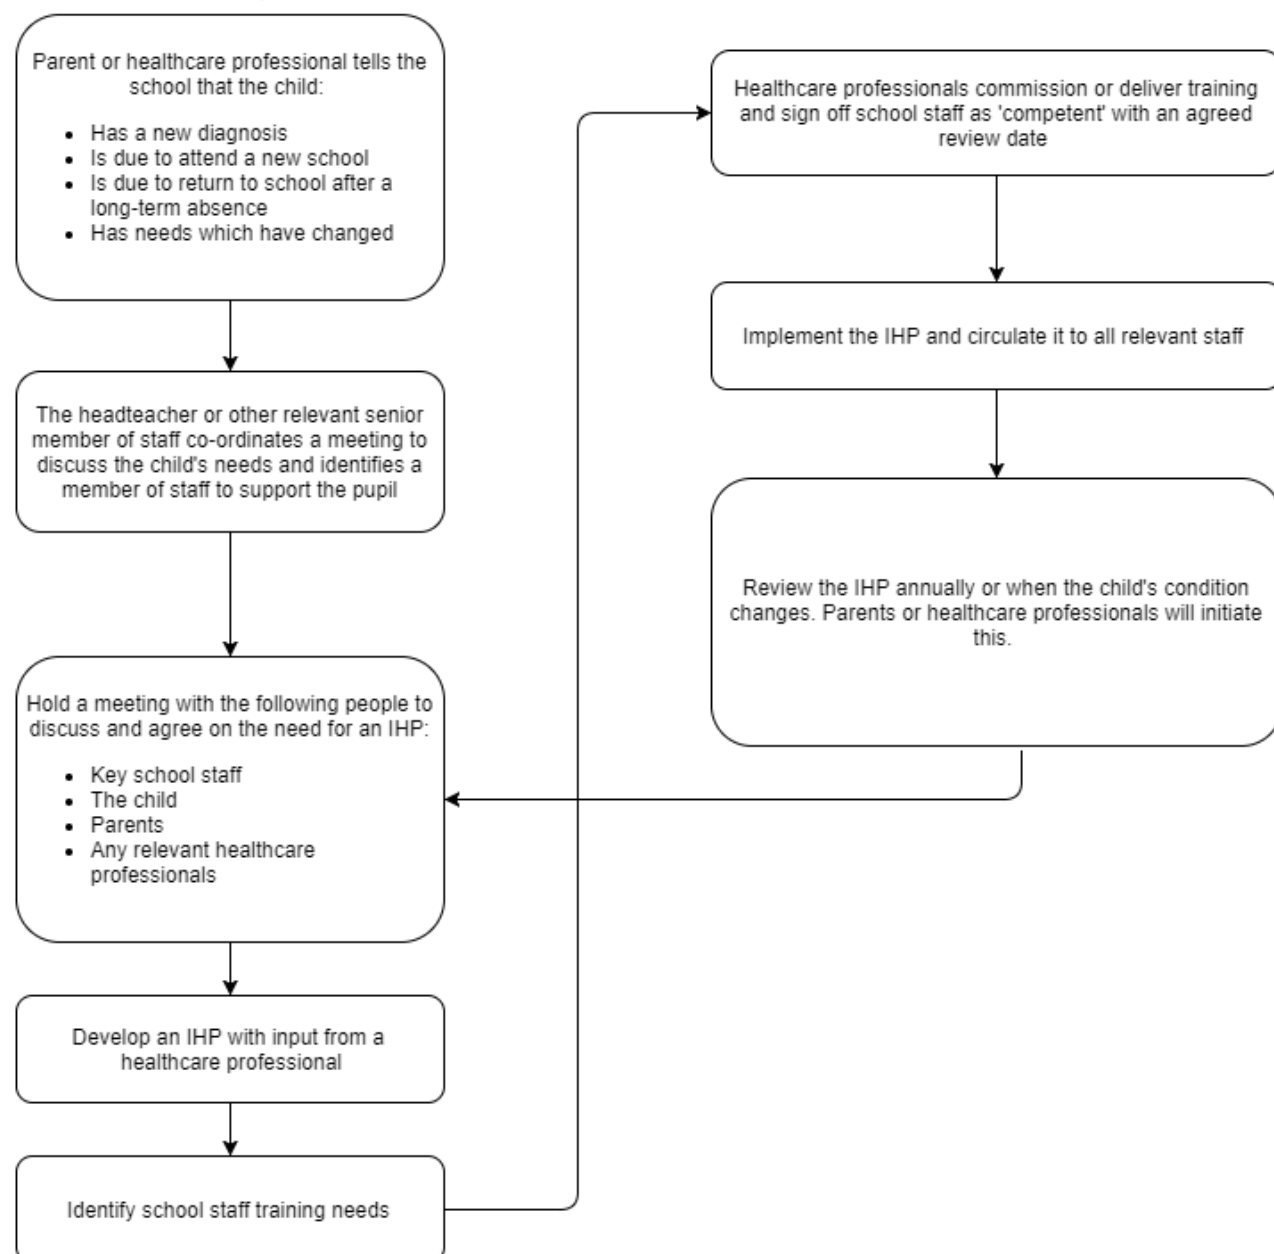 Parent or healthcare professional tells the
school that the child:
• Has a new diagnosis
• Is due to attend a new school
• Is due to return to school after a
long-term absence
• Has needs which have changed
The headteacher or other relevant senior
member of staff co-ordinates a meeting to
discuss the child's needs and identifies a
member of staff to support the pupil
Hold a meeting with the following people to
discuss and agree on the need for an IHP:
• Key school staff
• The child
• Parents
• Any relevant healthcare
professionals
Develop an IHP with input from a
healthcare professional
Identify school staff training needs
Healthcare professionals commission or deliver training
and sign off school staff as 'competent' with an agreed
review date
Implement the IHP and circulate it to all relevant staff
Review the IHP annually or when the child's condition
changes. Parents or healthcare professionals will initiate
this.